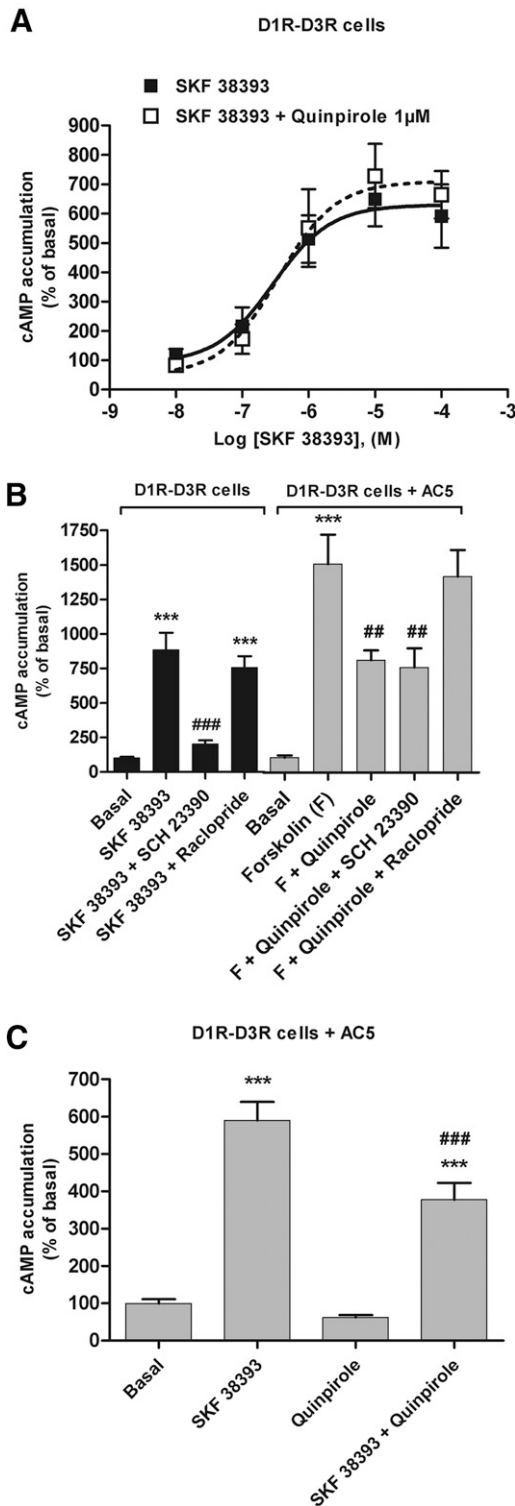 A
D1R-D3R cells
SKF 38393
SKF 38393 + Quinpirole 1µM
cAMP accumulation
(% of basal)
900
800
700
600
500
400
300
200
100
0
-9
-8
-7
-6
-5
-4
-3
Log [SKF 38393], (M)
B
D1R-D3R cells
D1R-D3R cells + AC5
cAMP accumulation
(% of basal)
1750
1500
1250
1000
750
500
250
0
***
###
***
***
##
##
Basal
SKF 38393
SKF 38393 + SCH 23390
SKF 38393 + Raclopride
Basal
Forskolin (F)
F + Quinpirole
F + Quinpirole + SCH 23390
F + Quinpirole + Raclopride
C
D1R-D3R cells + AC5
cAMP accumulation
(% of basal)
700
600
500
400
300
200
100
0
***
###
***
Basal
SKF 38393
Quinpirole
SKF 38393 + Quinpirole